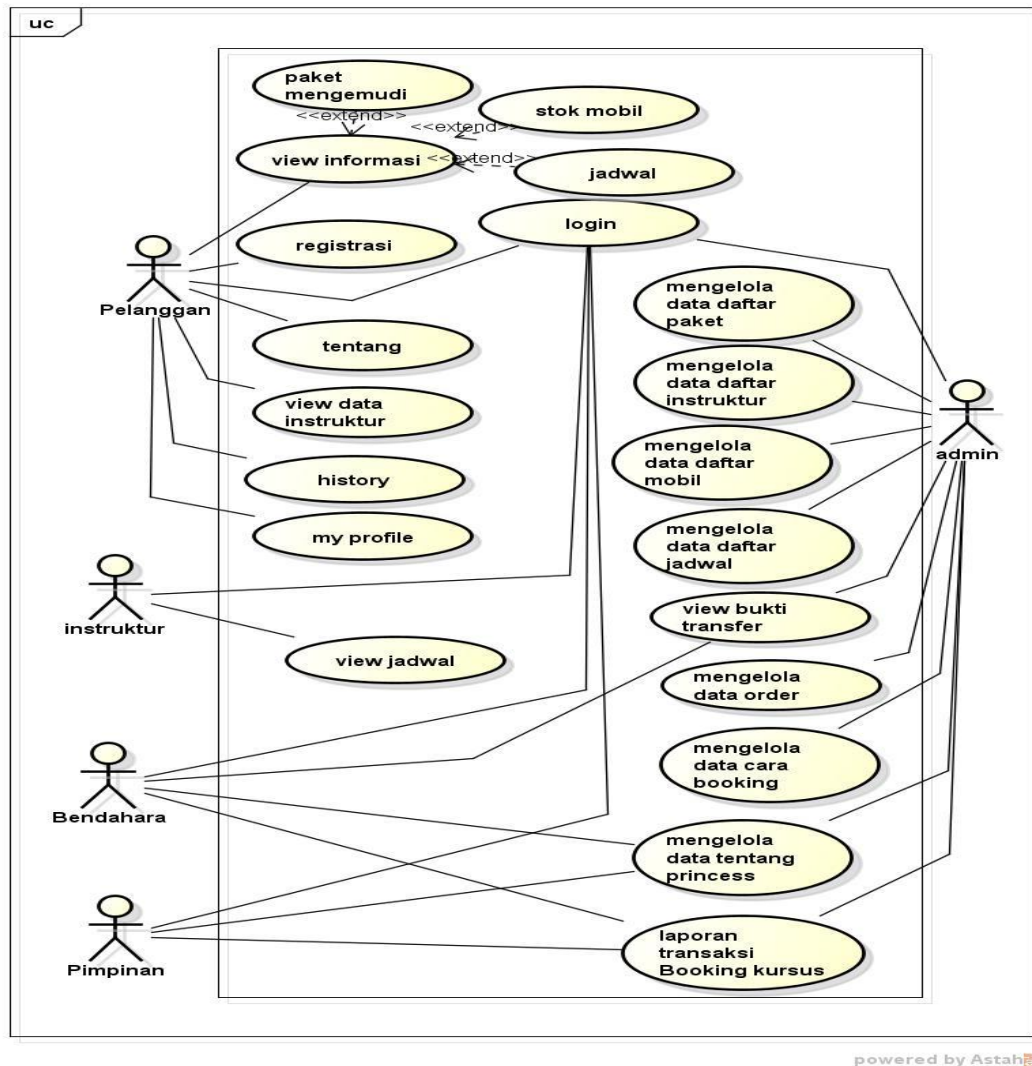 uc
paket
mengemudi
<<extend>>
stok mobil
<<extend>>
view informasi
<<extend>>
jadwal
login
registrasi
Pelanggan
mengelola
data daftar
paket
tentang
mengelola
data daftar
instruktur
view data
instruktur
admin
mengelola
data daftar
mobil
history
my profile
mengelola
data daftar
jadwal
instruktur
view bukti
transfer
view jadwal
mengelola
data order
mengelola
data cara
booking
Bendahara
mengelola
data tentang
princess
Pimpinan
laporan
transaksi
Booking kursus
powered by Astah